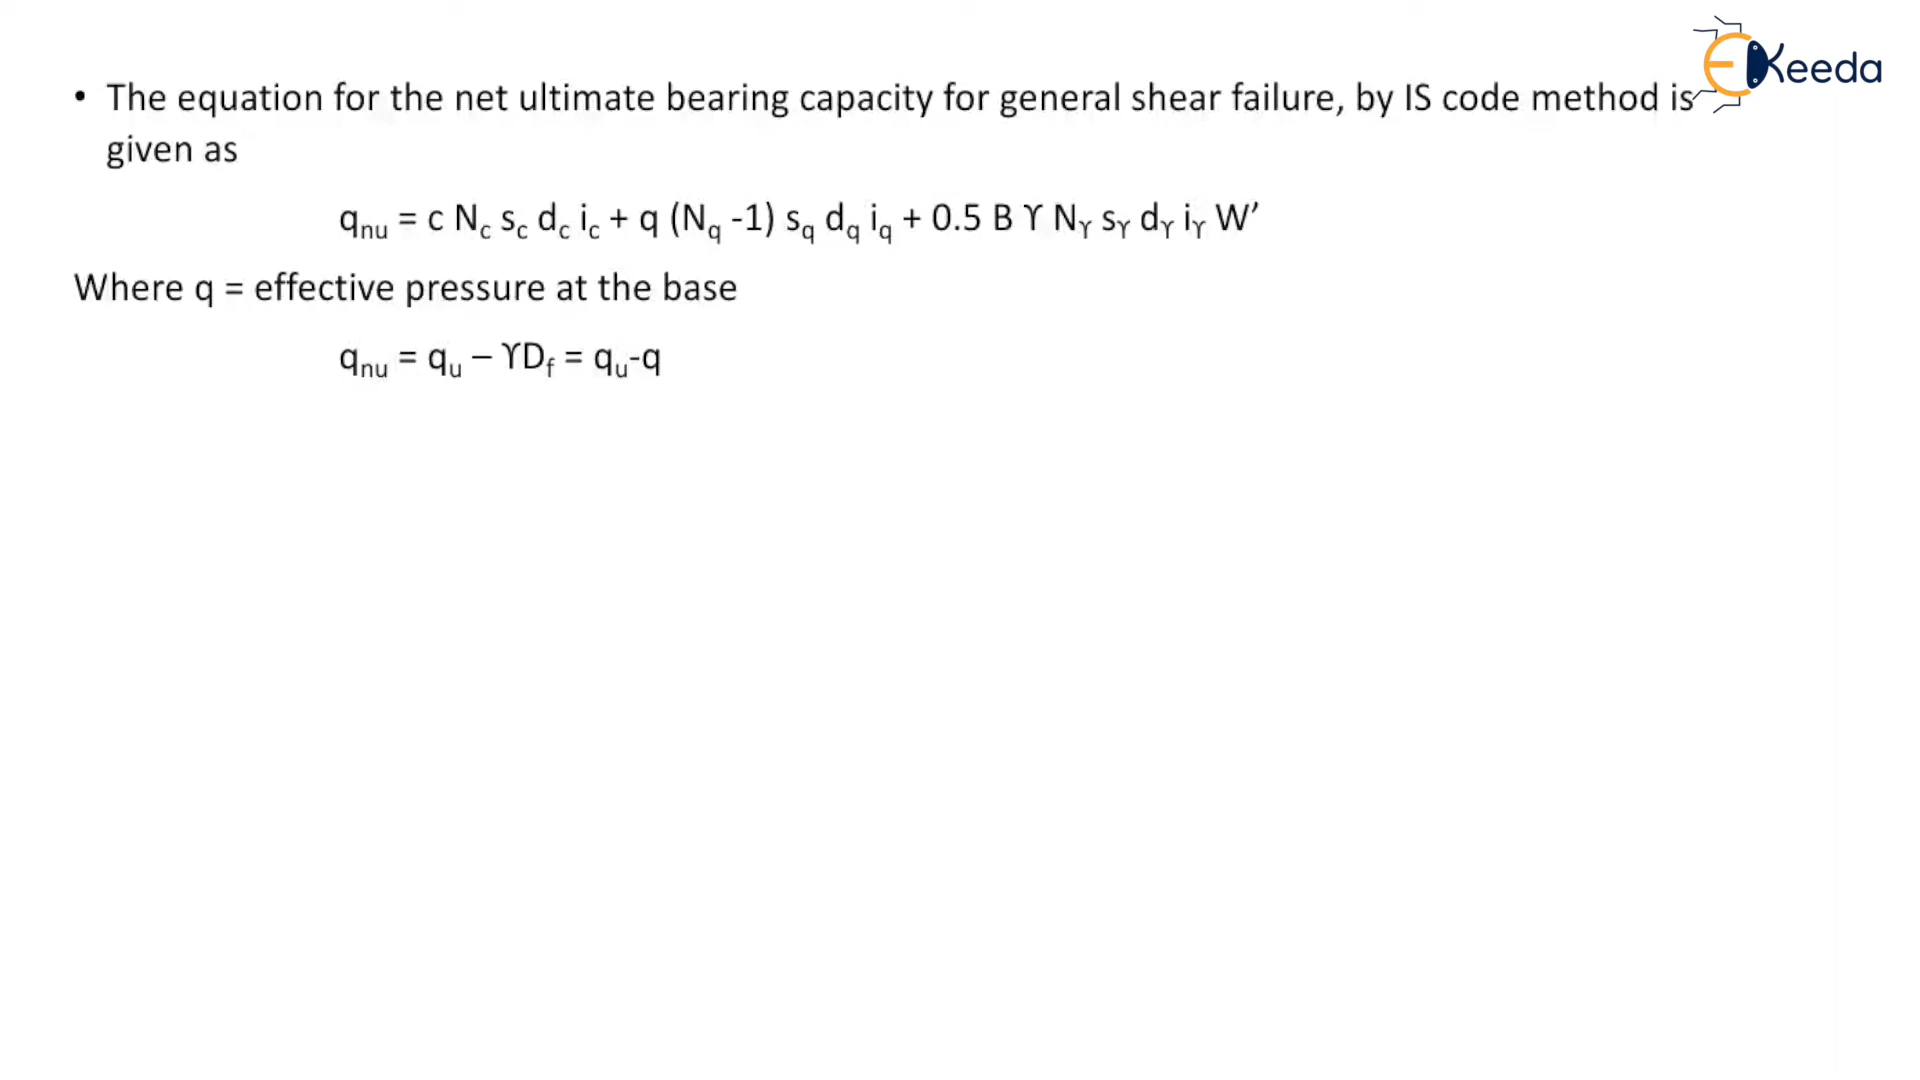 EKeeda
• The equation for the net ultimate bearing capacity for general shear failure, by IS code method is
given as
qnu = c Nc sc dc ic + q (Nq -1) sq dq iq + 0.5 B ϒ Nϒ sϒ dϒ iϒ W’
Where q = effective pressure at the base
qnu = qu – ϒDf = qu-q